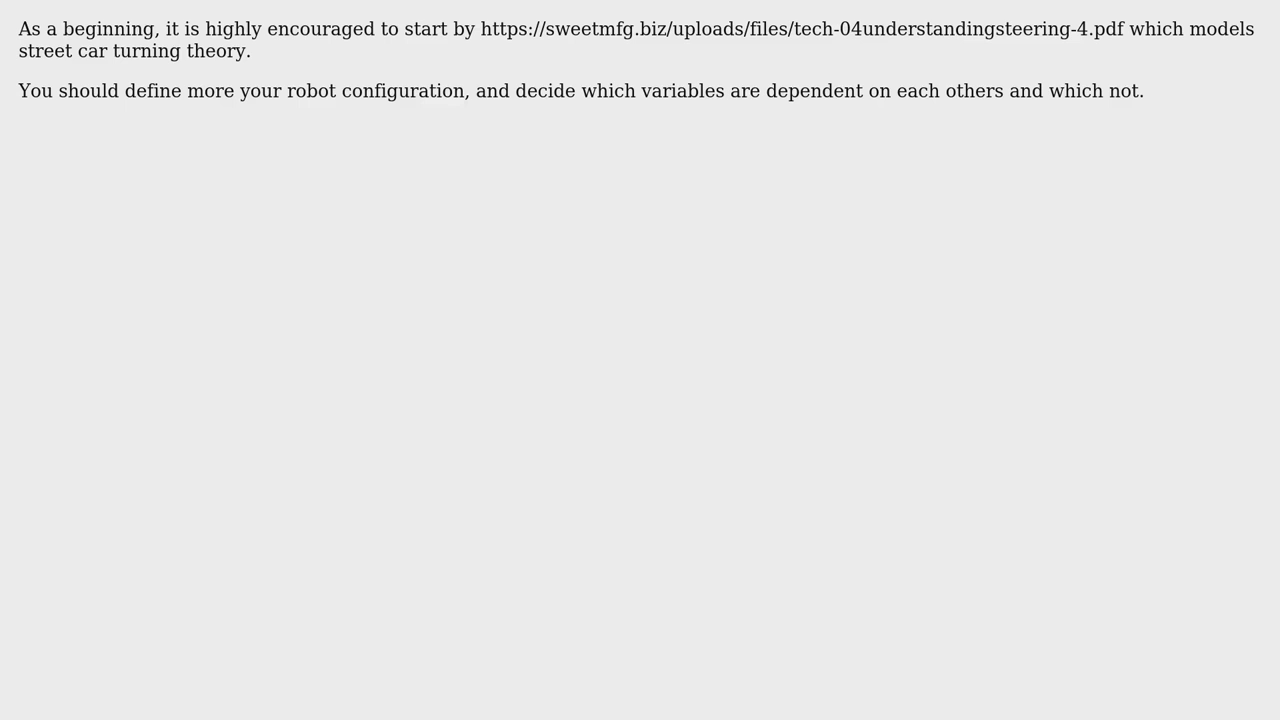 As a beginning, it is highly encouraged to start by https://sweetmfg.biz/uploads/files/tech-04understandingsteering-4.pdf which models
street car turning theory.
You should define more your robot configuration, and decide which variables are dependent on each others and which not.